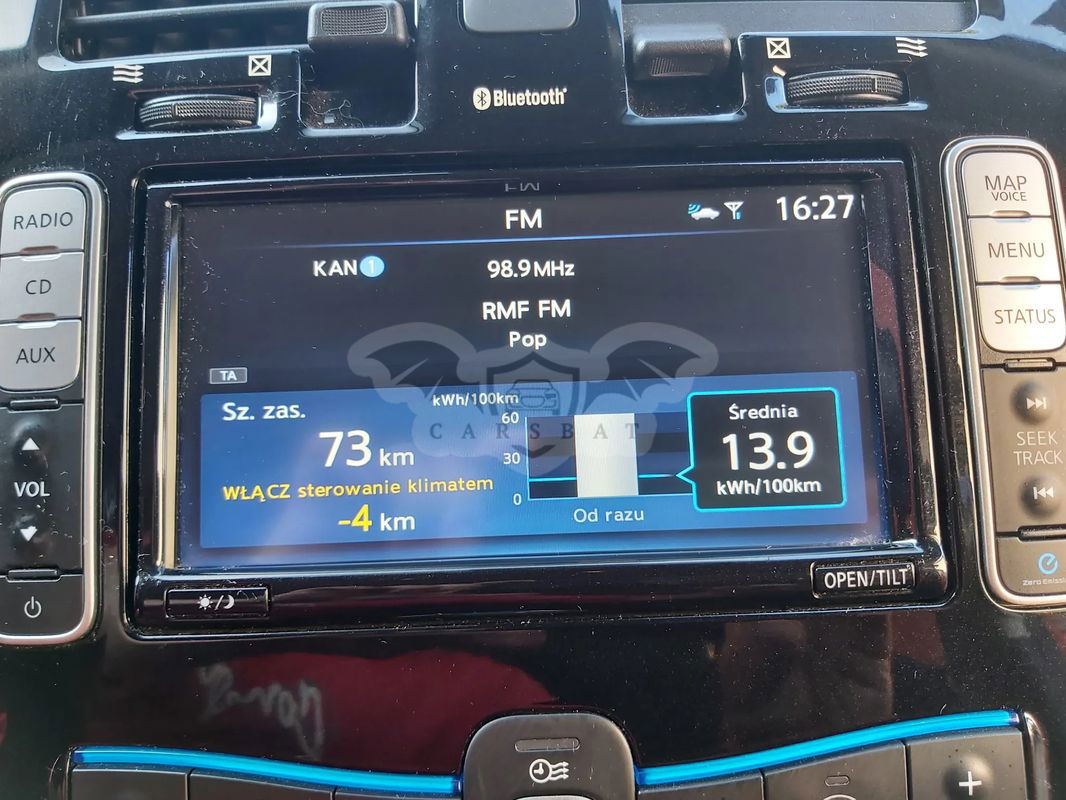 Bluetooth
MAP
VOICE
RADIO
FM
16:27
CD
MENU
KAN 1
98.9 MHz
RMF FM
STATUS
AUX
Pop
TA
Sz. zas.
kWh/100km
60
30
0
Średnia
73 km
13.9
kWh/100km
WŁĄCZ sterowanie klimatem
-4 km
Od razu
CARSBAT
SEEK
TRACK
VOL
OPEN/TILT
Zero Emission
+